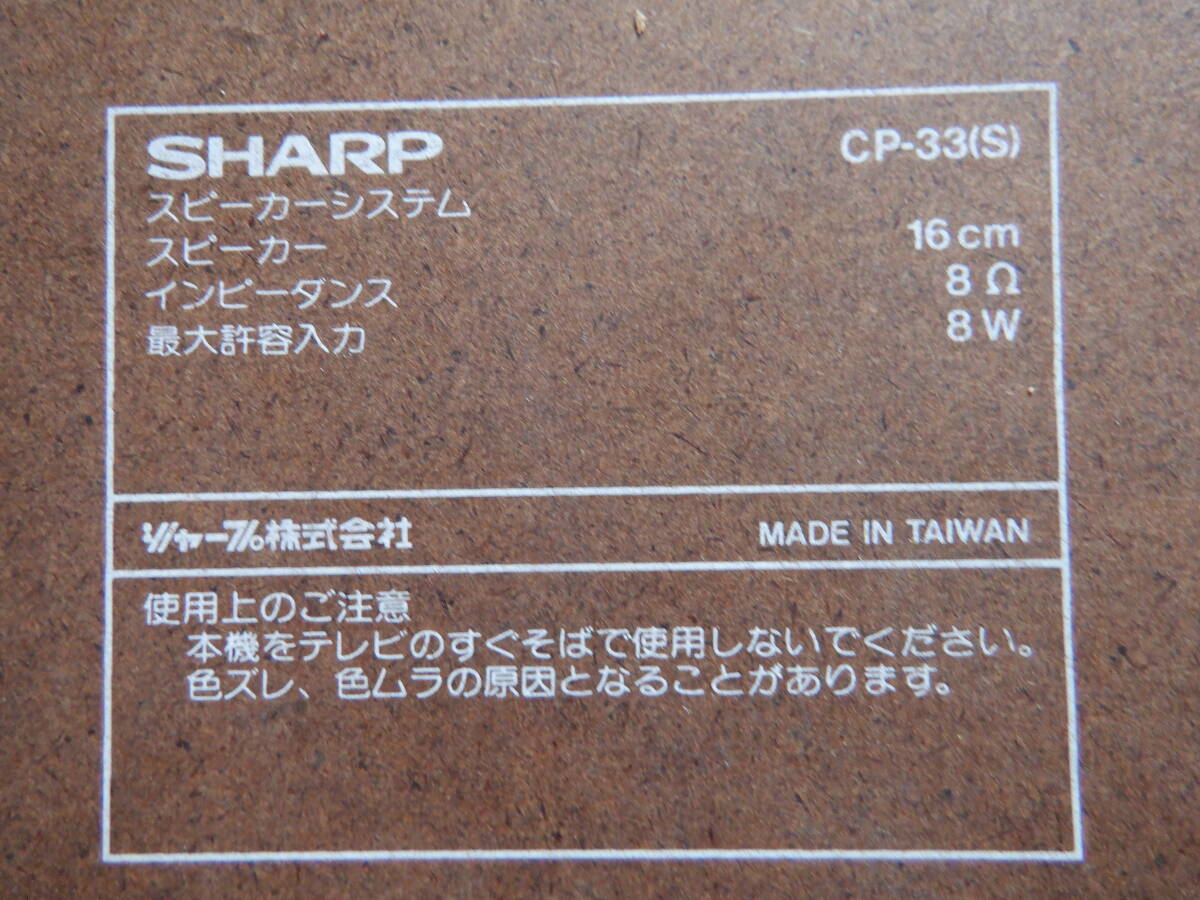 SHARP CP-33(S)
スピーカーシステム
スピーカー 16cm
インピーダンス 8Ω
最大許容入力 8W
シャープ株式会社 MADE IN TAIWAN
使用上のご注意
本機をテレビのすぐそばで使用しないでください。
色ズレ、色ムラの原因となることがあります。